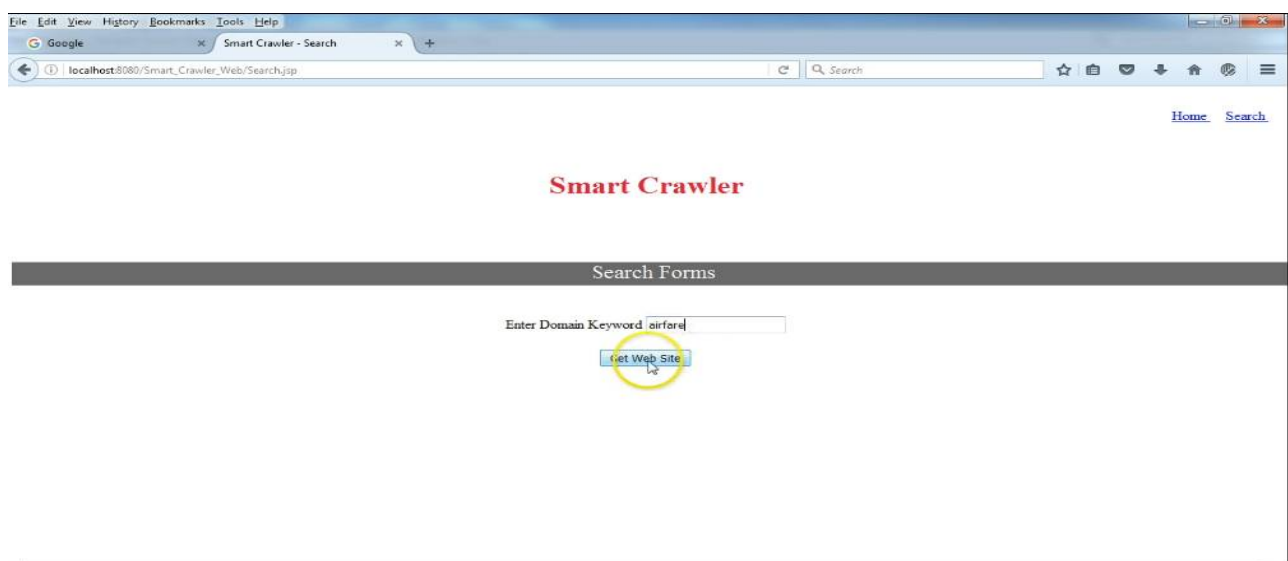 File Edit View History Bookmarks Tools Help
Google Smart Crawler - Search
localhost:8080/Smart_Crawler_Web/Search.jsp Search
Home Search
Smart Crawler
Search Forms
Enter Domain Keyword airfare
Get Web Site